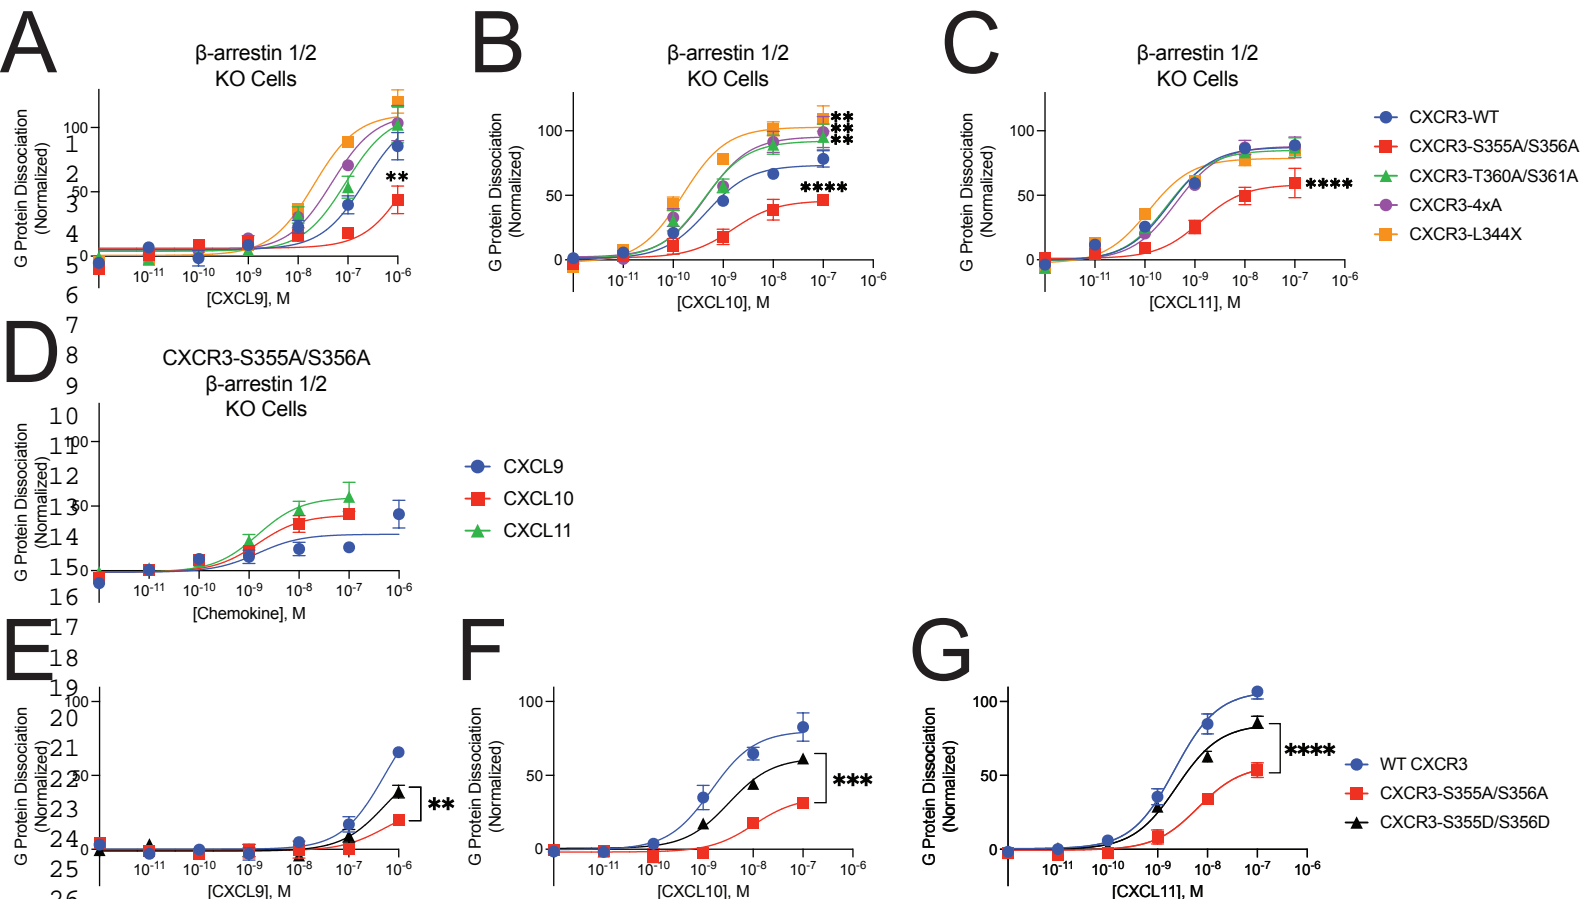 A
β-arrestin 1/2
KO Cells
G Protein Dissociation
(Normalized)
100
50
0
**
10-11
10-10
10-9
10-8
10-7
10-6
[CXCL9], M
B
β-arrestin 1/2
KO Cells
G Protein Dissociation
(Normalized)
100
50
0
**
**
**
****
10-11
10-10
10-9
10-8
10-7
10-6
[CXCL10], M
C
β-arrestin 1/2
KO Cells
G Protein Dissociation
(Normalized)
100
50
0
****
10-11
10-10
10-9
10-8
10-7
10-6
[CXCL11], M
CXCR3-WT
CXCR3-S355A/S356A
CXCR3-T360A/S361A
CXCR3-4xA
CXCR3-L344X
1
2
3
4
5
6
7
8
9
10
11
12
13
14
15
16
17
18
19
20
21
22
23
24
25
26
D
CXCR3-S355A/S356A
β-arrestin 1/2
KO Cells
G Protein Dissociation
(Normalized)
100
50
0
10-11
10-10
10-9
10-8
10-7
10-6
[Chemokine], M
CXCL9
CXCL10
CXCL11
E
G Protein Dissociation
(Normalized)
100
50
0
**
10-11
10-10
10-9
10-8
10-7
10-6
[CXCL9], M
F
G Protein Dissociation
(Normalized)
100
50
0
***
10-11
10-10
10-9
10-8
10-7
10-6
[CXCL10], M
G
G Protein Dissociation
(Normalized)
100
50
0
****
10-11
10-10
10-9
10-8
10-7
10-6
[CXCL11], M
WT CXCR3
CXCR3-S355A/S356A
CXCR3-S355D/S356D